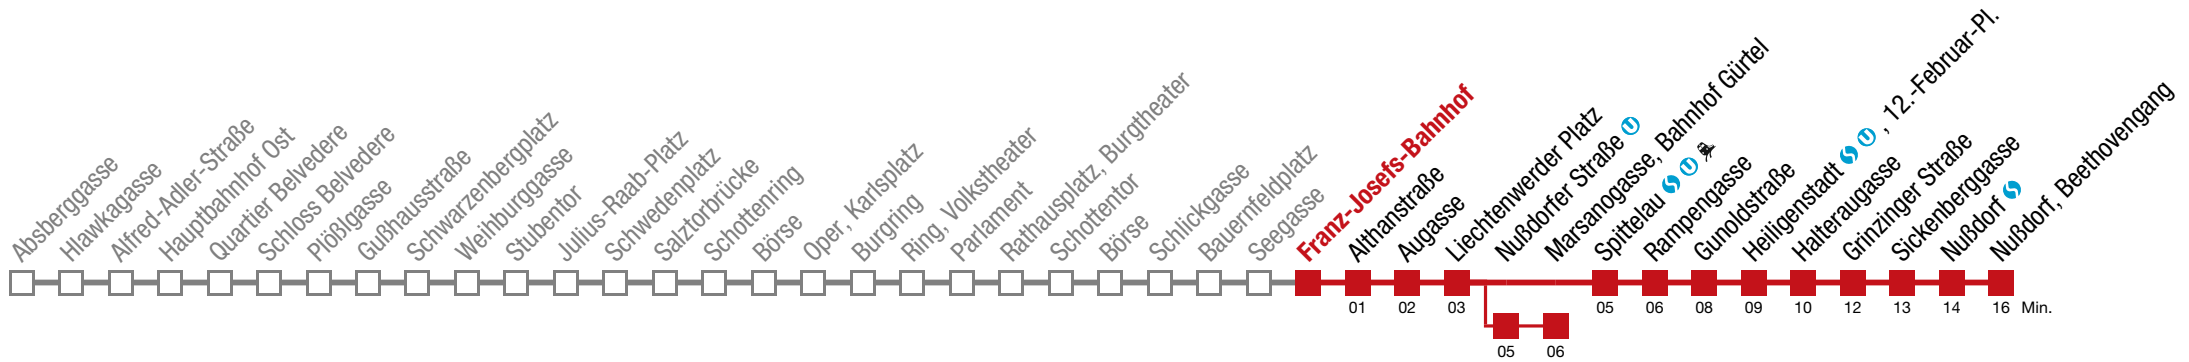 Absberggasse
Hlawkagasse
Alfred-Adler-Straße
Hauptbahnhof Ost
Quartier Belvedere
Schloss Belvedere
Plößlgasse
Gußhausstraße
Schwarzenbergplatz
Weihburggasse
Stubentor
Julius-Raab-Platz
Schwedenplatz
Salztorbrücke
Schottenring
Börse
Oper, Karlsplatz
Burgring
Ring, Volkstheater
Parlament
Rathausplatz, Burgtheater
Schottentor
Börse
Schlickgasse
Bauernfeldplatz
Seegasse
Franz-Josefs-Bahnhof
Althanstraße
Augasse
Liechtenwerder Platz
Nußdorfer Straße U
Marsanogasse, Bahnhof Gürtel
Spittelau S U
Rampengasse
Gunoldstraße
Heiligenstadt S U, 12.-Februar-Pl.
Halteraugasse
Grinzinger Straße
Sickenberggasse
Nußdorf S
Nußdorf, Beethovengang
01 02 03 05 06 08 09 10 12 13 14 16 Min.
05 06